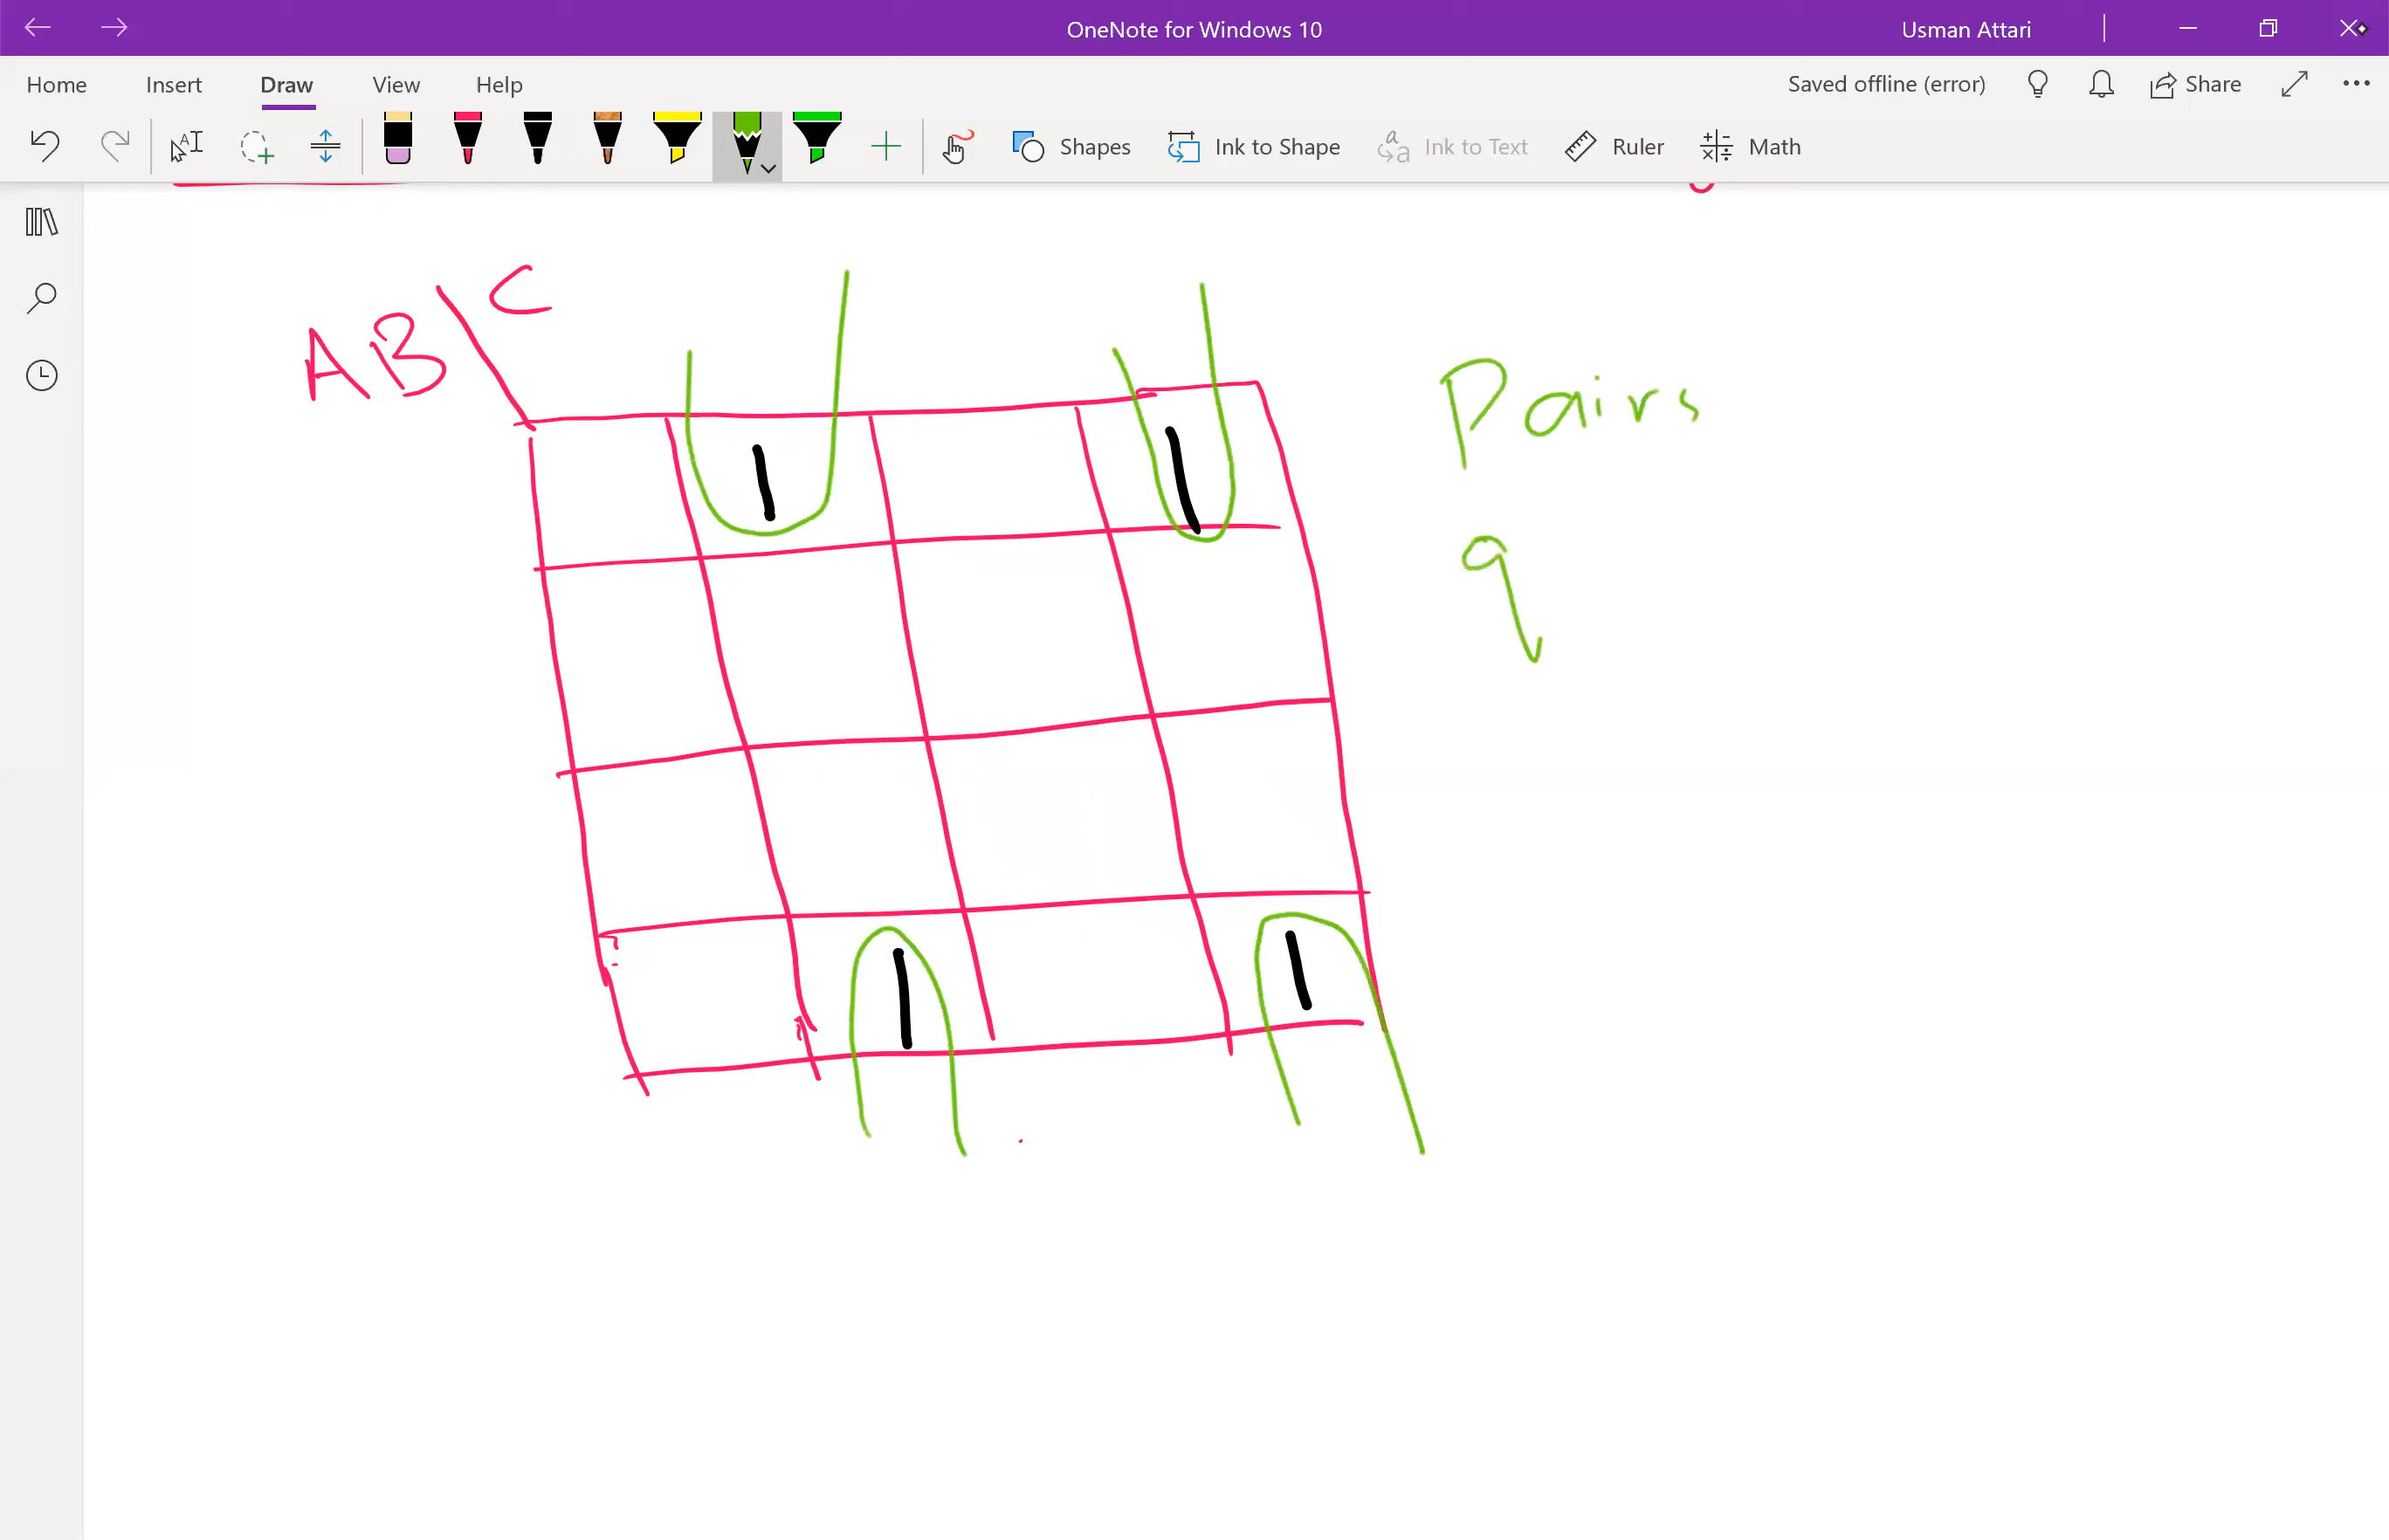 OneNote for Windows 10 Usman Attari
Home Insert Draw View Help Saved offline (error) Share
Shapes Ink to Shape Ink to Text Ruler Math
AB\C
Pairs
1 1
1 1